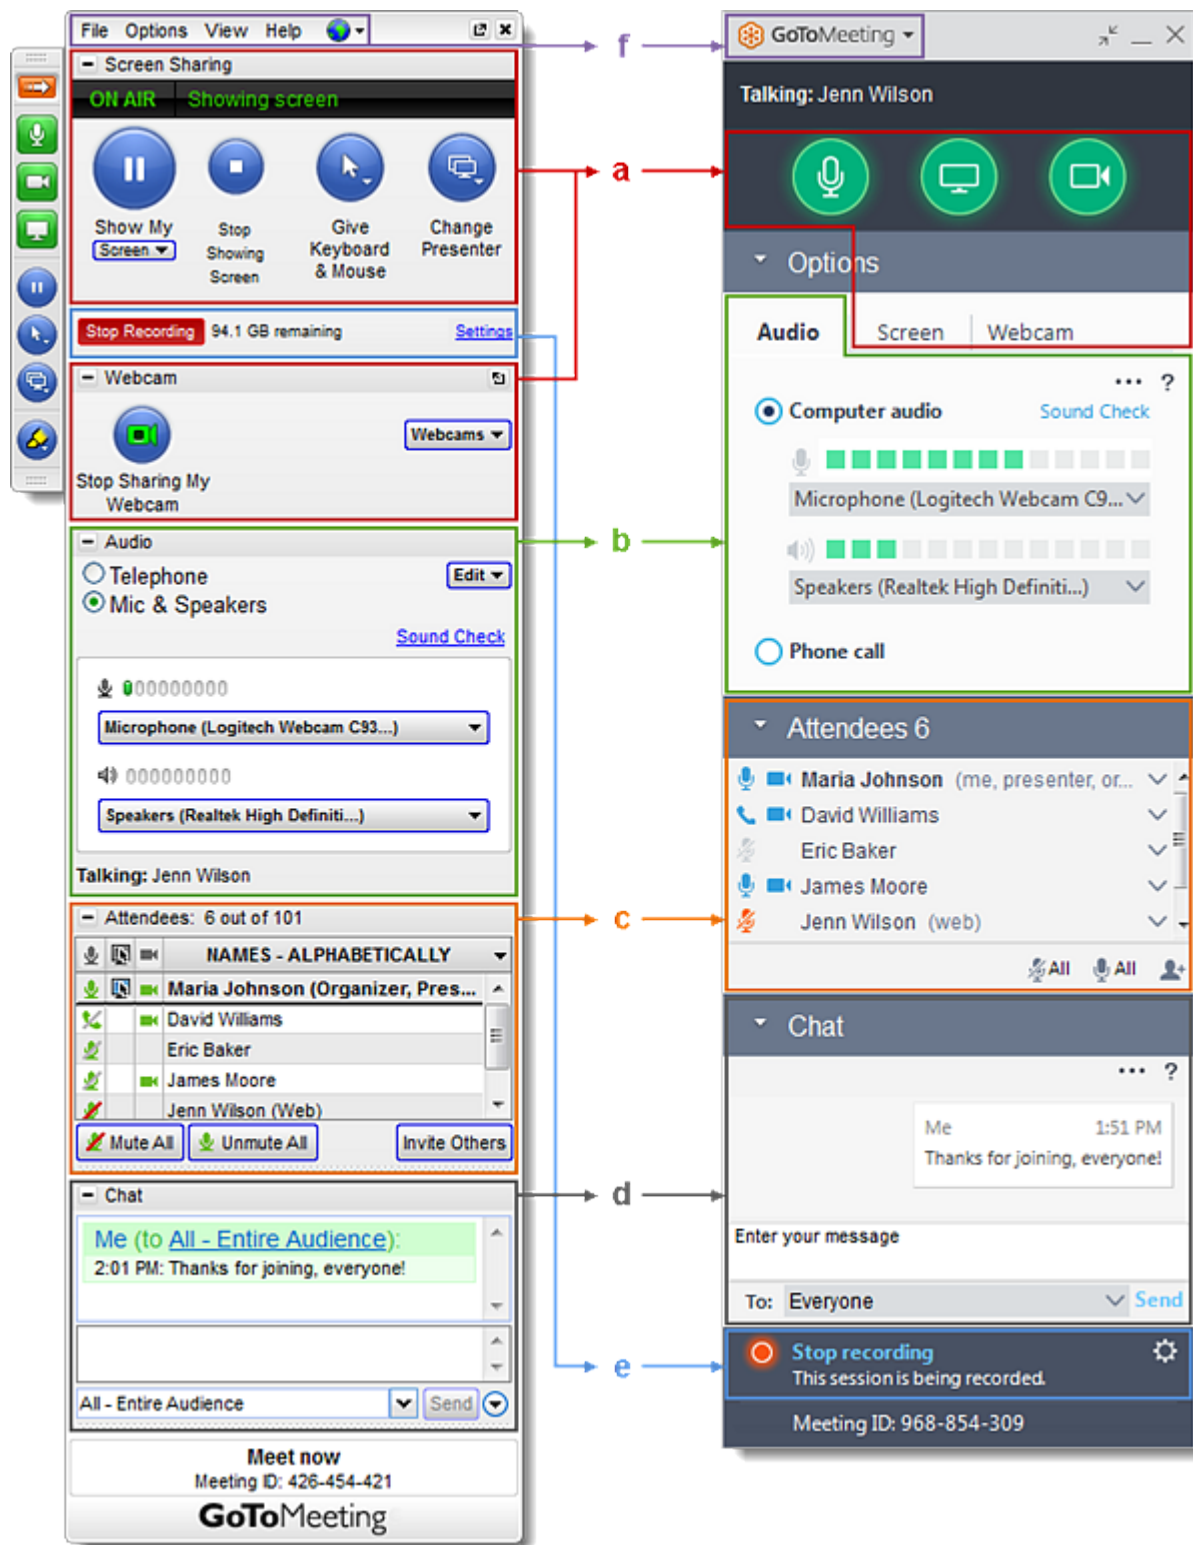 File Options View Help
Screen Sharing
ON AIR Showing screen
Show My
Screen
Stop
Showing
Screen
Give
Keyboard
& Mouse
Change
Presenter
Stop Recording 94.1 GB remaining Settings
Webcam
Webcams
Stop Sharing My
Webcam
Audio
Telephone
Edit
Mic & Speakers
Sound Check
Microphone (Logitech Webcam C93...)
Speakers (Realtek High Definiti...)
Talking: Jenn Wilson
Attendees: 6 out of 101
NAMES - ALPHABETICALLY
Maria Johnson (Organizer, Pres...
David Williams
Eric Baker
James Moore
Jenn Wilson (Web)
Mute All Unmute All Invite Others
Chat
Me (to All - Entire Audience):
2:01 PM: Thanks for joining, everyone!
All - Entire Audience Send
Meet now
Meeting ID: 426-454-421
GoToMeeting
f
a
b
c
d
e
GoToMeeting
Talking: Jenn Wilson
Options
Audio Screen Webcam
... ?
Computer audio Sound Check
Microphone (Logitech Webcam C9...
Speakers (Realtek High Definiti...)
Phone call
Attendees 6
Maria Johnson (me, presenter, or...
David Williams
Eric Baker
James Moore
Jenn Wilson (web)
All All
Chat
... ?
Me 1:51 PM
Thanks for joining, everyone!
Enter your message
To: Everyone Send
Stop recording
This session is being recorded.
Meeting ID: 968-854-309